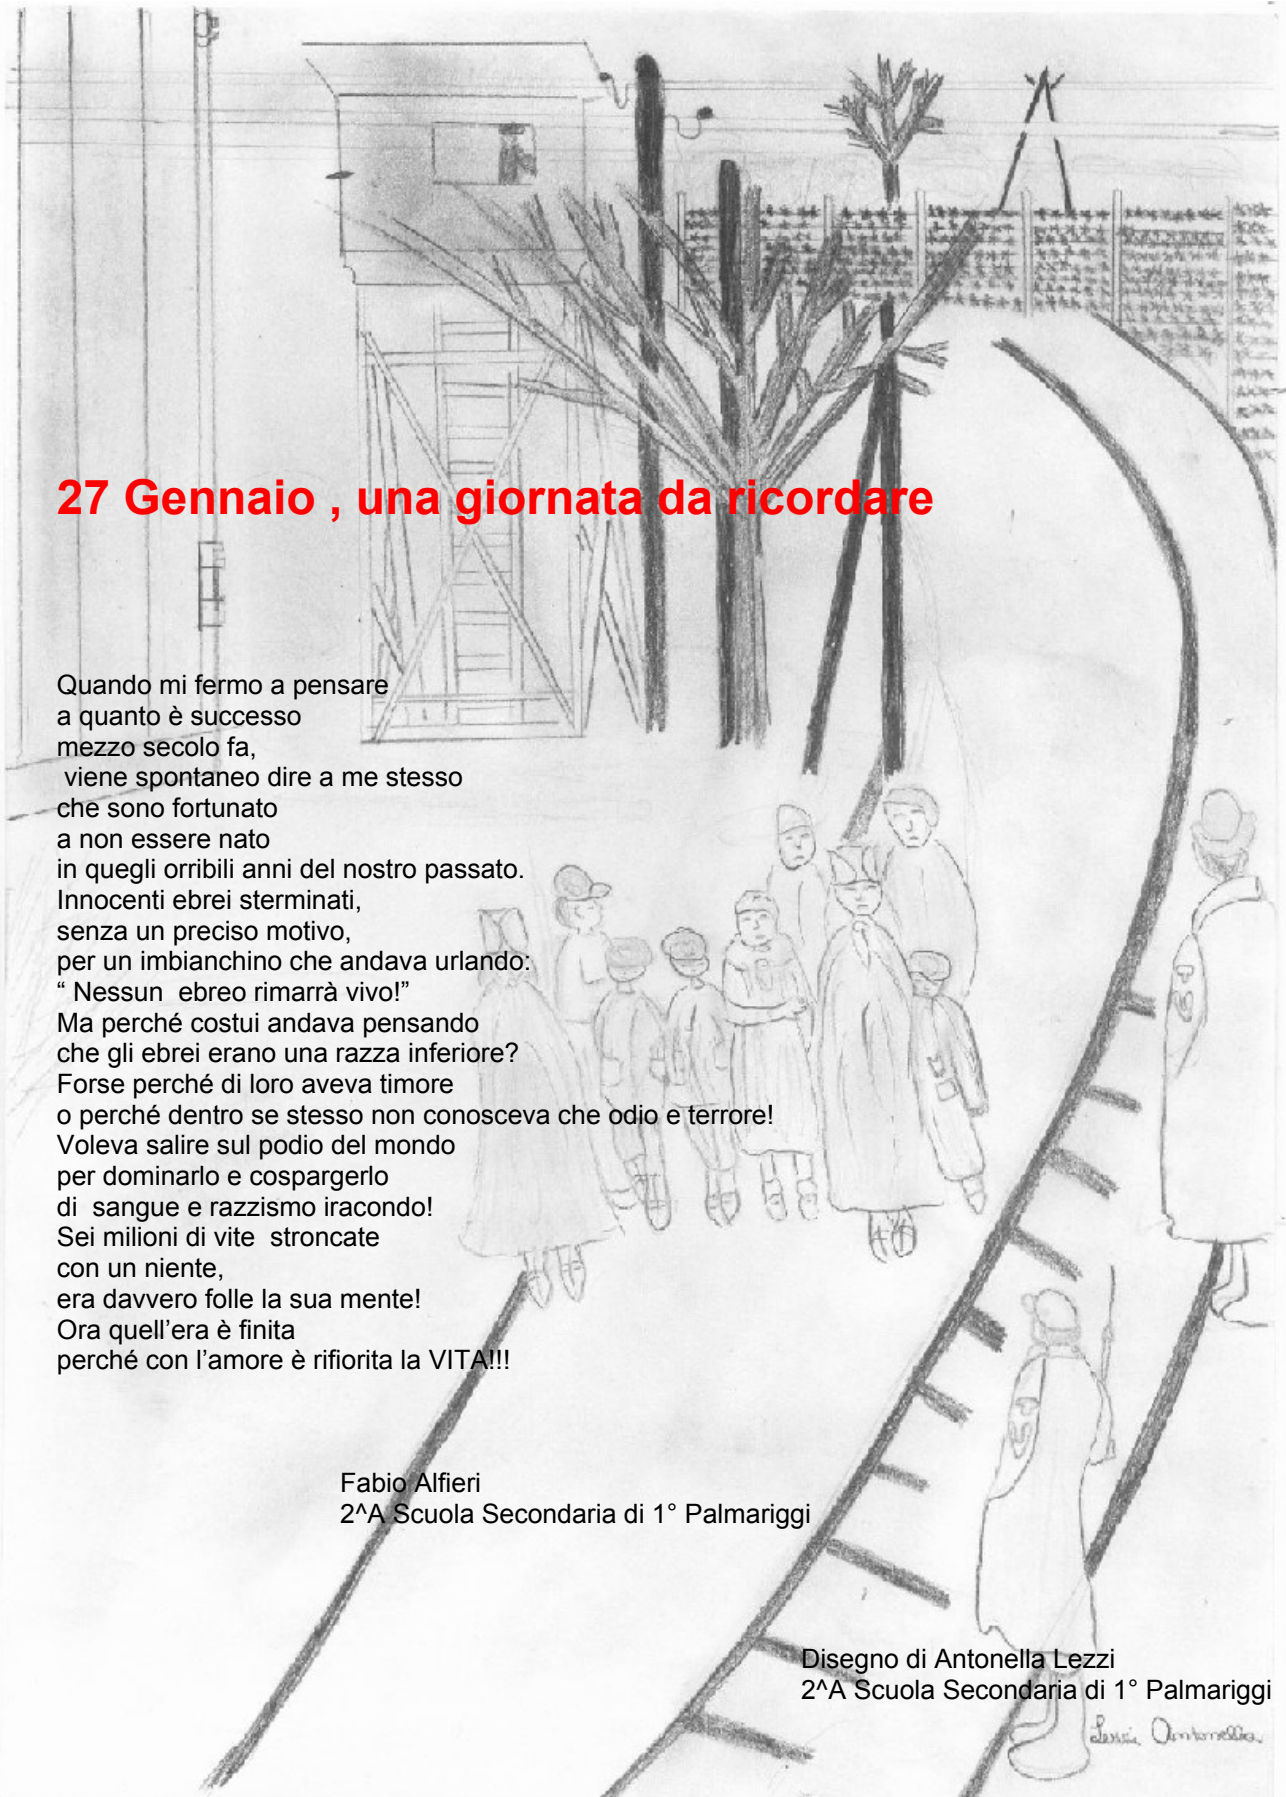 27 Gennaio , una giornata da ricordare
Quando mi fermo a pensare
a quanto è successo
mezzo secolo fa,
viene spontaneo dire a me stesso
che sono fortunato
a non essere nato
in quegli orribili anni del nostro passato.
Innocenti ebrei sterminati,
senza un preciso motivo,
per un imbianchino che andava urlando:
“ Nessun  ebreo rimarrà vivo!”
Ma perché costui andava pensando
che gli ebrei erano una razza inferiore?
Forse perché di loro aveva timore
o perché dentro se stesso non conosceva che odio e terrore!
Voleva salire sul podio del mondo
per dominarlo e cospargerlo
di  sangue e razzismo iracondo!
Sei milioni di vite  stroncate
con un niente,
era davvero folle la sua mente!
Ora quell’era è finita
perché con l’amore è rifiorita la VITA!!!
Fabio Alfieri
2^A Scuola Secondaria di 1° Palmariggi
Disegno di Antonella Lezzi
2^A Scuola Secondaria di 1° Palmariggi
Lezzi Antonella